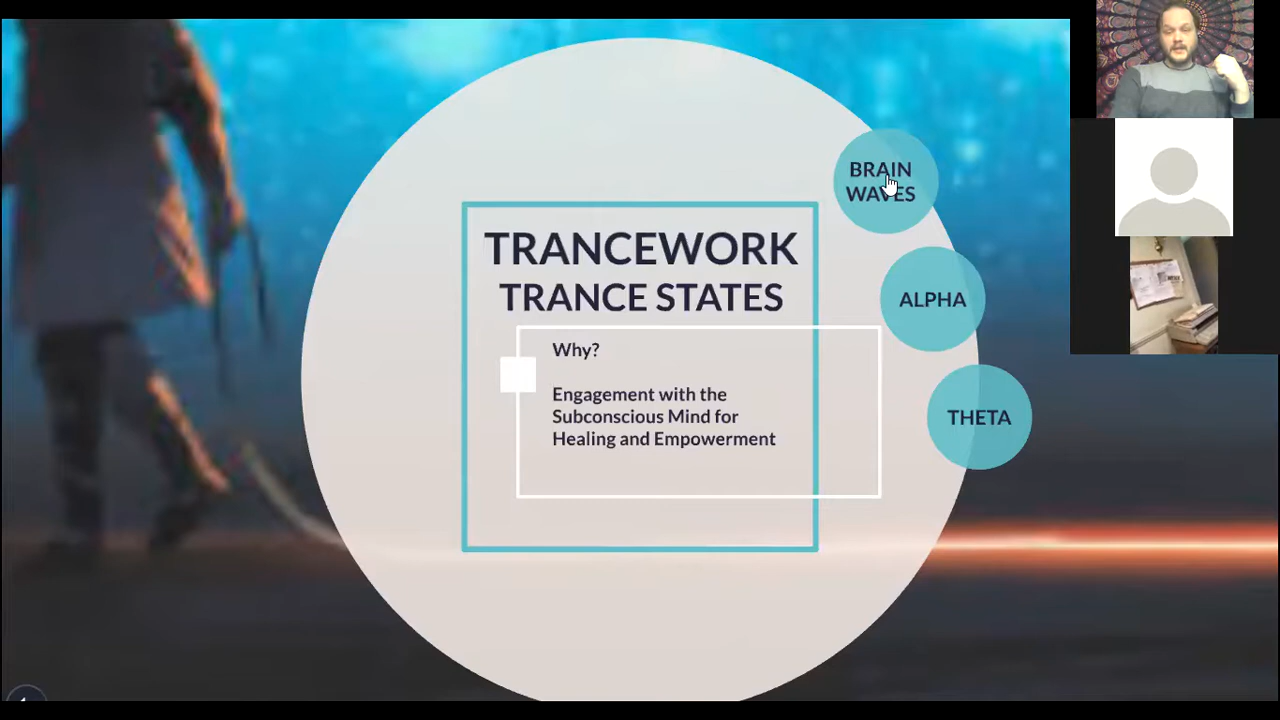 TRANCEWORK
TRANCE STATES
Why?
Engagement with the
Subconscious Mind for
Healing and Empowerment
BRAIN
WAVES
ALPHA
THETA